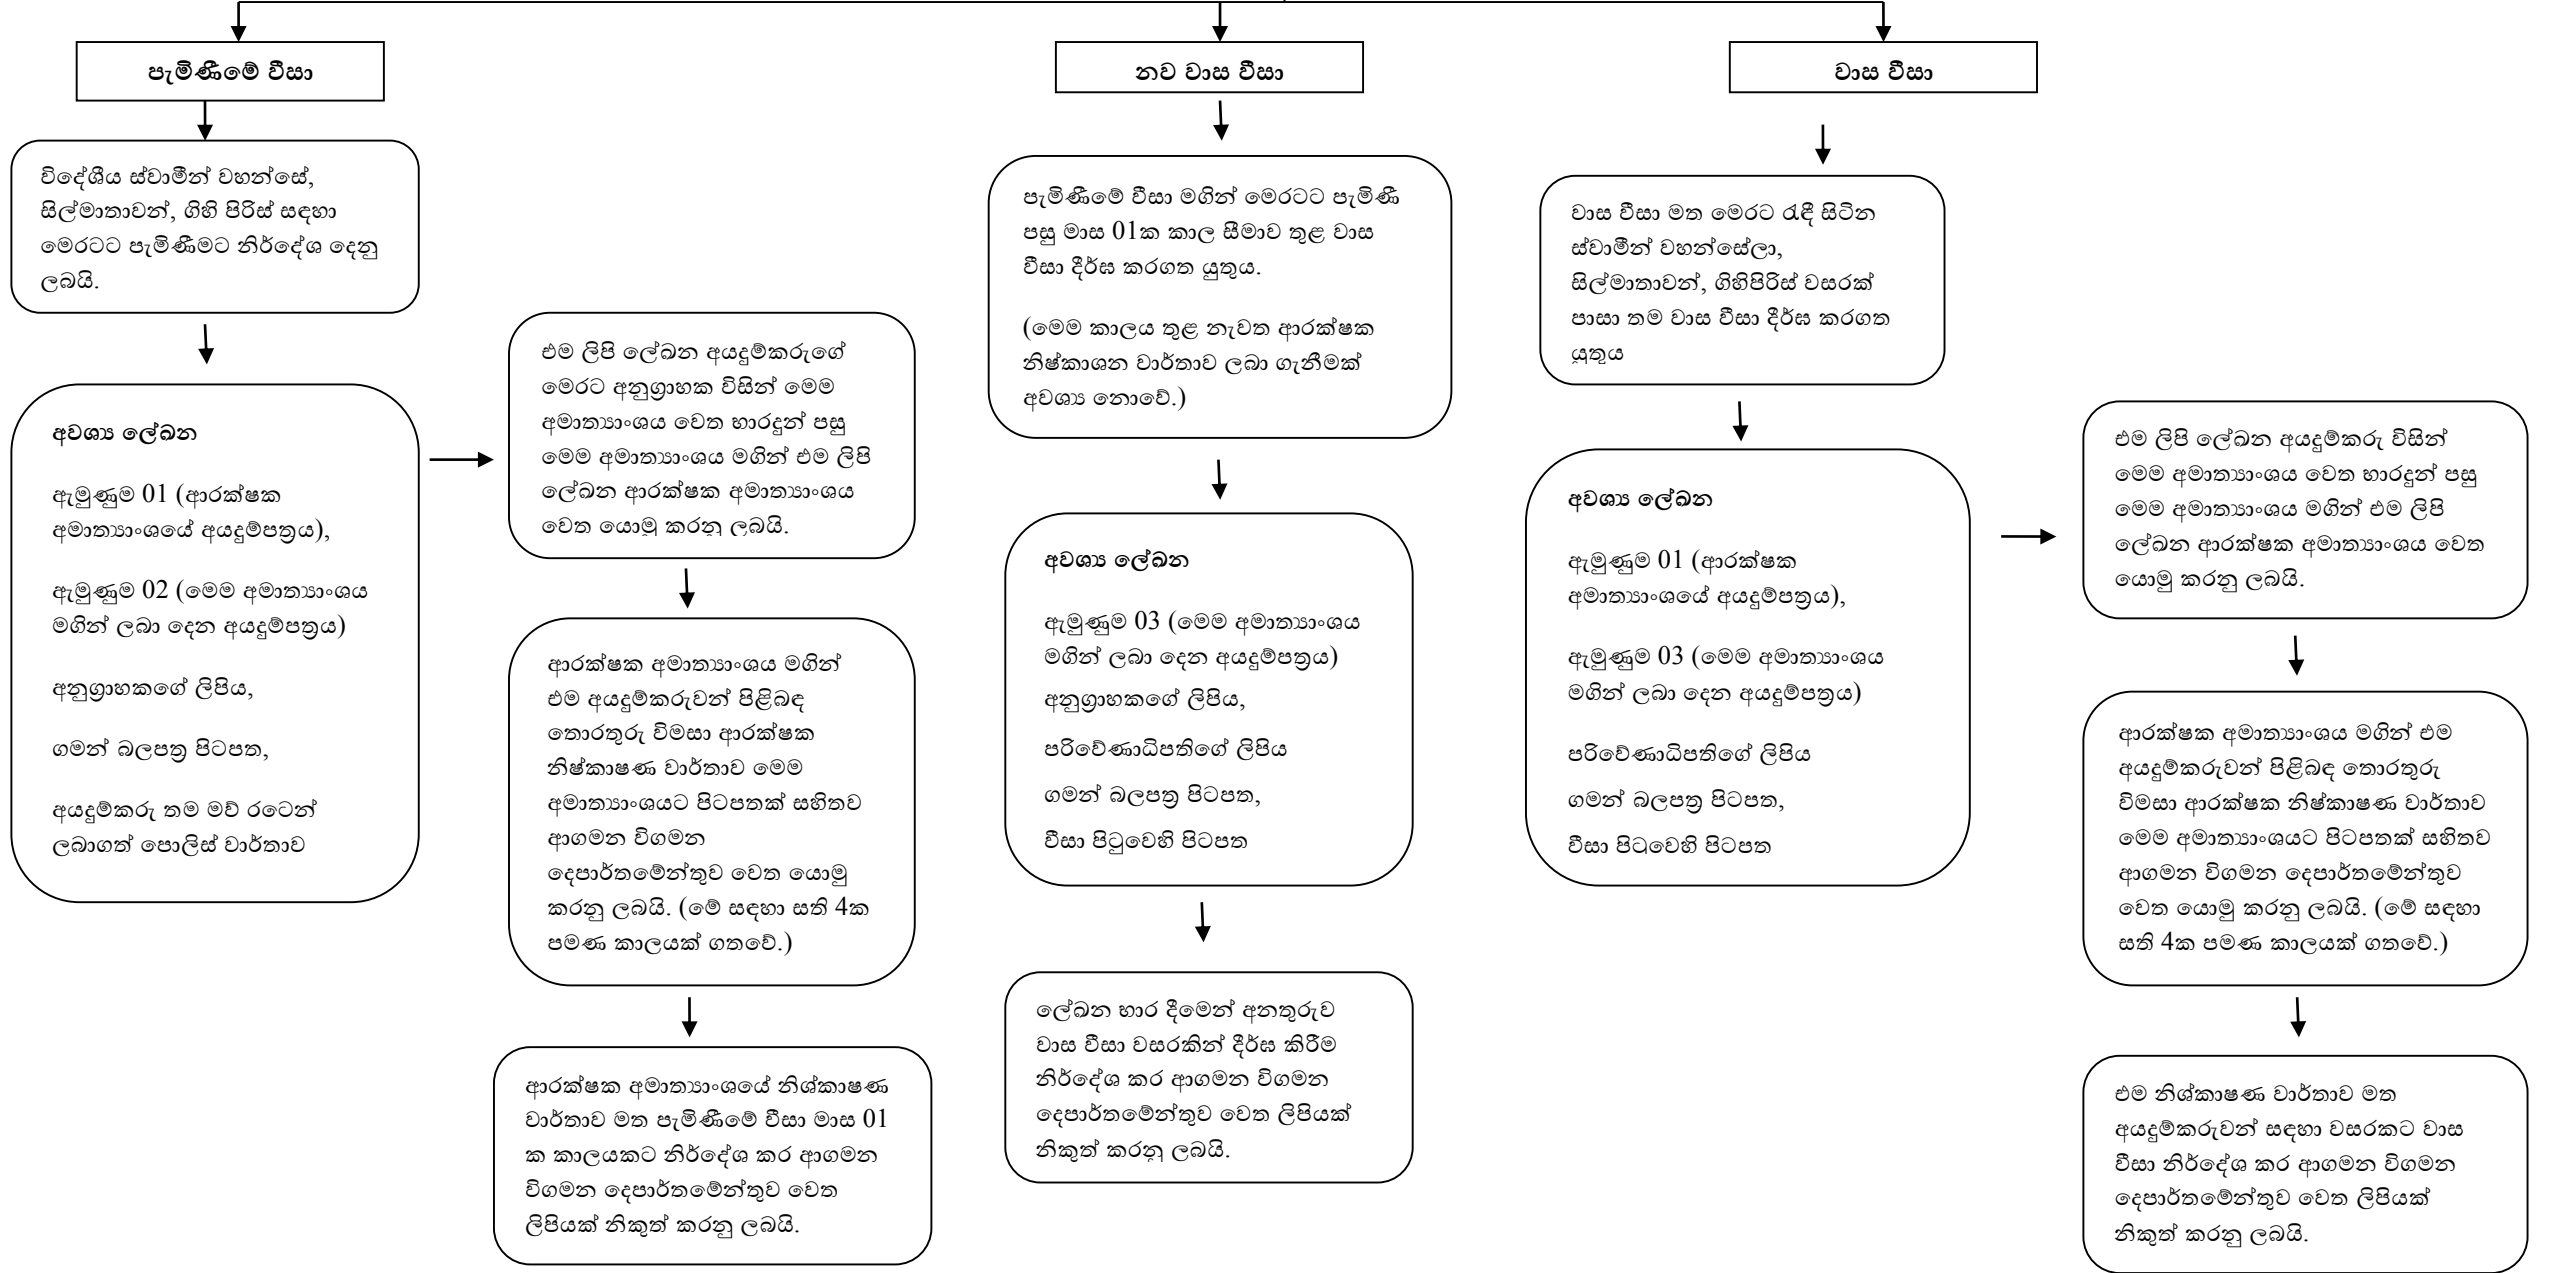 පැමිණීමේ වීසා
විදේශීය ස්වාමීන් වහන්සේ,
සිල්මාතාවන්, ගිහි පිරිස් සඳහා
මෙරටට පැමිණීමට නිර්දේශ දෙනු
ලබයි.
අවශ්‍ය ලේඛන
ඇමුණුම 01 (ආරක්ෂක
අමාත්‍යාංශයේ අයදුම්පත්‍රය),
ඇමුණුම 02 (මෙම අමාත්‍යාංශය
මගින් ලබා දෙන අයදුම්පත්‍රය)
අනුග්‍රාහකගේ ලිපිය,
ගමන් බලපත්‍ර පිටපත,
අයදුම්කරු තම මව් රටෙන්
ලබාගත් පොලිස් වාර්තාව
එම ලිපි ලේඛන අයදුම්කරුගේ
මෙරට අනුග්‍රාහක විසින් මෙම
අමාත්‍යාංශය වෙත භාරදුන් පසු
මෙම අමාත්‍යාංශය මගින් එම ලිපි
ලේඛන ආරක්ෂක අමාත්‍යාංශය
වෙත යොමු කරනු ලබයි.
ආරක්ෂක අමාත්‍යාංශය මගින්
එම අයදුම්කරුවන් පිළිබඳ
තොරතුරු විමසා ආරක්ෂක
නිෂ්කාෂණ වාර්තාව මෙම
අමාත්‍යාංශයට පිටපතක් සහිතව
ආගමන විගමන
දෙපාර්තමේන්තුව වෙත යොමු
කරනු ලබයි. (මේ සඳහා සති 4ක
පමණ කාලයක් ගතවේ.)
ආරක්ෂක අමාත්‍යාංශයේ නිශ්කාෂණ
වාර්තාව මත පැමිණීමේ වීසා මාස 01
ක කාලයකට නිර්දේශ කර ආගමන
විගමන දෙපාර්තමේන්තුව වෙත
ලිපියක් නිකුත් කරනු ලබයි.
නව වාස වීසා
පැමිණීමේ වීසා මගින් මෙරටට පැමිණී
පසු මාස 01ක කාල සීමාව තුළ වාස
වීසා දීර්ඝ කරගත යුතුය.
(මෙම කාලය තුළ නැවත ආරක්ෂක
නිෂ්කාශන වාර්තාව ලබා ගැනීමක්
අවශ්‍ය නොවේ.)
අවශ්‍ය ලේඛන
ඇමුණුම 03 (මෙම අමාත්‍යාංශය
මගින් ලබා දෙන අයදුම්පත්‍රය)
අනුග්‍රාහකගේ ලිපිය,
පරිවේණාධිපතිගේ ලිපිය
ගමන් බලපත්‍ර පිටපත,
වීසා පිටුවෙහි පිටපත
ලේඛන භාර දීමෙන් අනතුරුව
වාස වීසා වසරකින් දීර්ඝ කිරීම
නිර්දේශ කර ආගමන විගමන
දෙපාර්තමේන්තුව වෙත ලිපියක්
නිකුත් කරනු ලබයි.
වාස වීසා
වාස වීසා මත මෙරට රැඳී සිටින
ස්වාමීන් වහන්සේලා,
සිල්මාතාවන්, ගිහිපිරිස් වසරක්
පාසා තම වාස වීසා දීර්ඝ කරගත
යුතුය
අවශ්‍ය ලේඛන
ඇමුණුම 01 (ආරක්ෂක
අමාත්‍යාංශයේ අයදුම්පත්‍රය),
ඇමුණුම 03 (මෙම අමාත්‍යාංශය
මගින් ලබා දෙන අයදුම්පත්‍රය)
පරිවේණාධිපතිගේ ලිපිය
ගමන් බලපත්‍ර පිටපත,
වීසා පිටුවෙහි පිටපත
එම ලිපි ලේඛන අයදුම්කරු විසින්
මෙම අමාත්‍යාංශය වෙත භාරදුන් පසු
මෙම අමාත්‍යාංශය මගින් එම ලිපි
ලේඛන ආරක්ෂක අමාත්‍යාංශය වෙත
යොමු කරනු ලබයි.
ආරක්ෂක අමාත්‍යාංශය මගින් එම
අයදුම්කරුවන් පිළිබඳ තොරතුරු
විමසා ආරක්ෂක නිෂ්කාෂණ වාර්තාව
මෙම අමාත්‍යාංශයට පිටපතක් සහිතව
ආගමන විගමන දෙපාර්තමේන්තුව
වෙත යොමු කරනු ලබයි. (මේ සඳහා
සති 4ක පමණ කාලයක් ගතවේ.)
එම නිශ්කාෂණ වාර්තාව මත
අයදුම්කරුවන් සඳහා වසරකට වාස
වීසා නිර්දේශ කර ආගමන විගමන
දෙපාර්තමේන්තුව වෙත ලිපියක්
නිකුත් කරනු ලබයි.